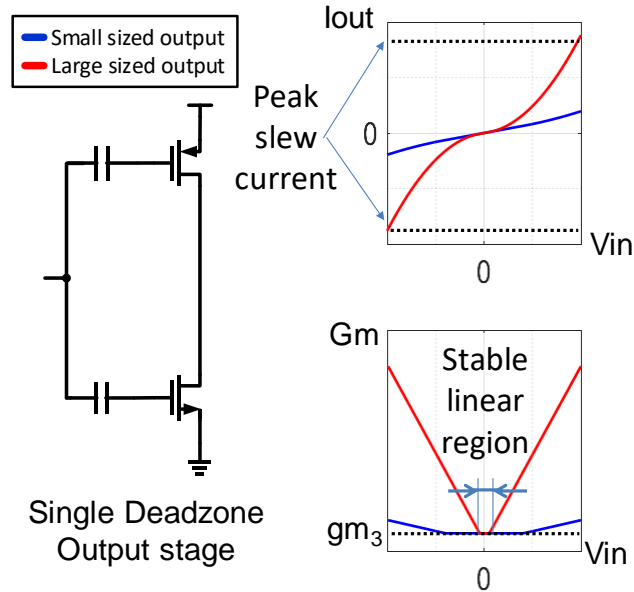 Small sized output
Large sized output
Iout
Peak
slew
current
0
Vin
0
Single Deadzone
Output stage
Gm
Stable
linear
region
gm3
Vin
0